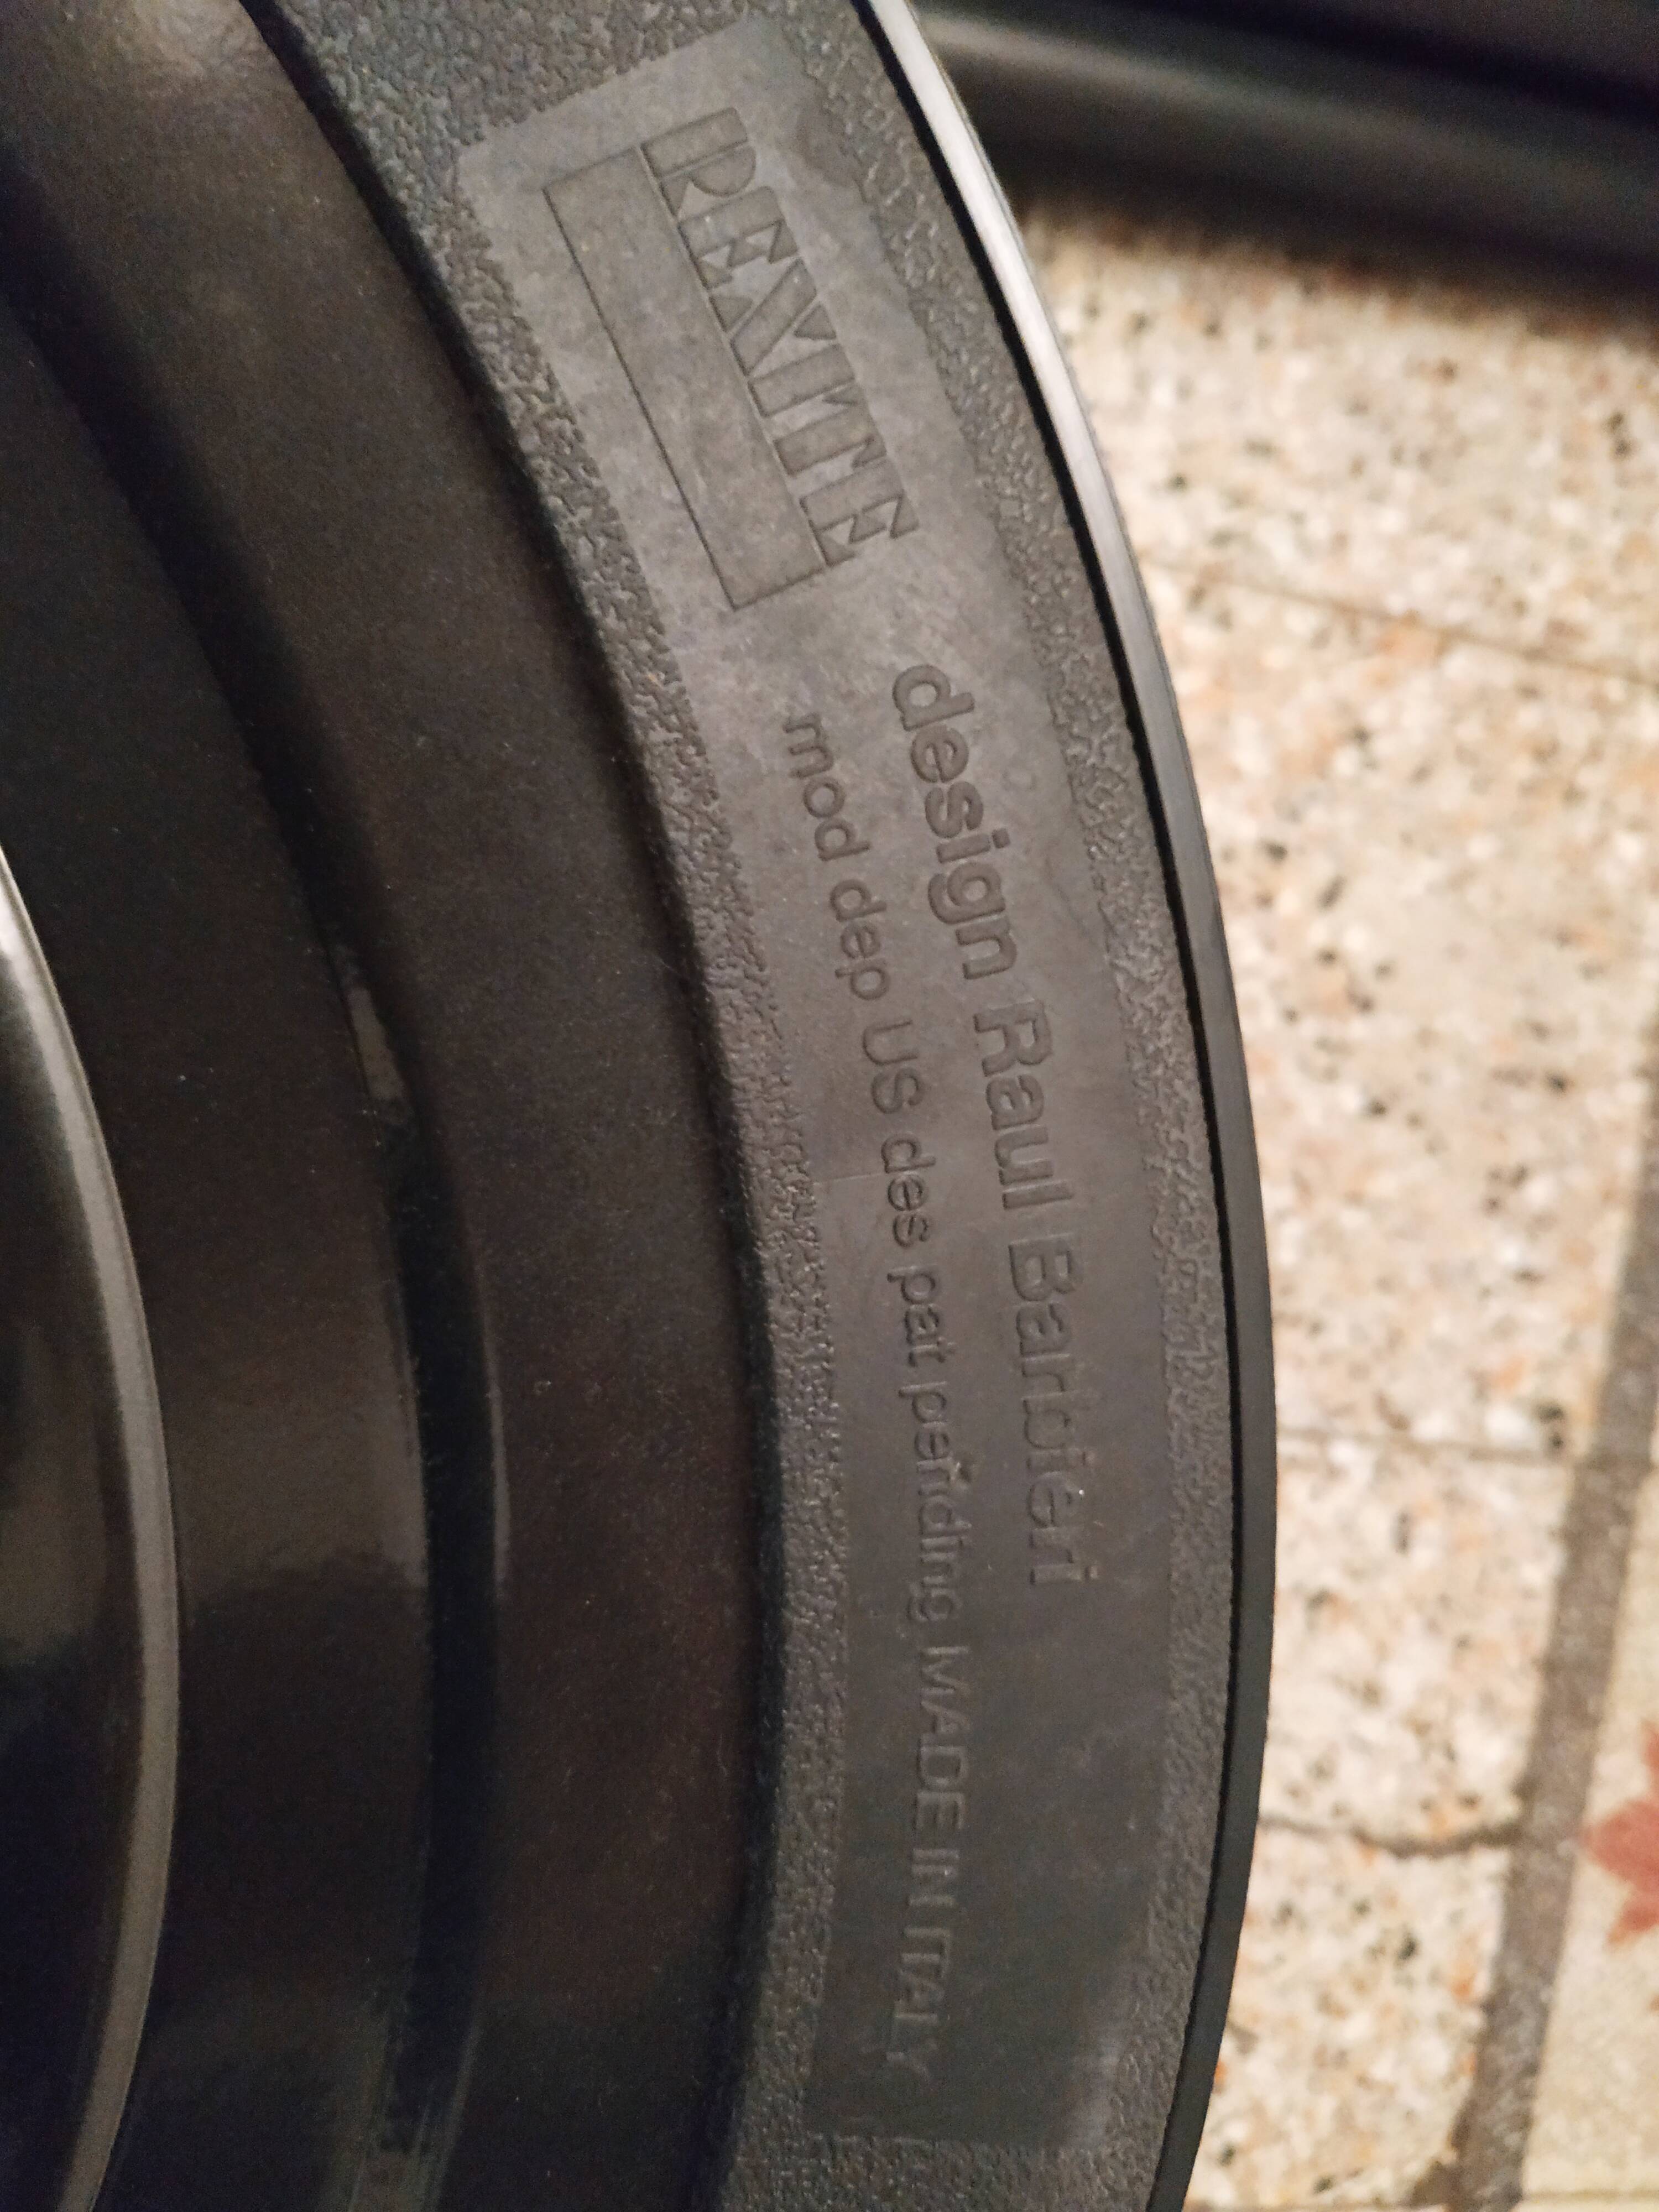 REXITE
design Raul Barbieri
mod dep US des pat pending MADE IN ITALY